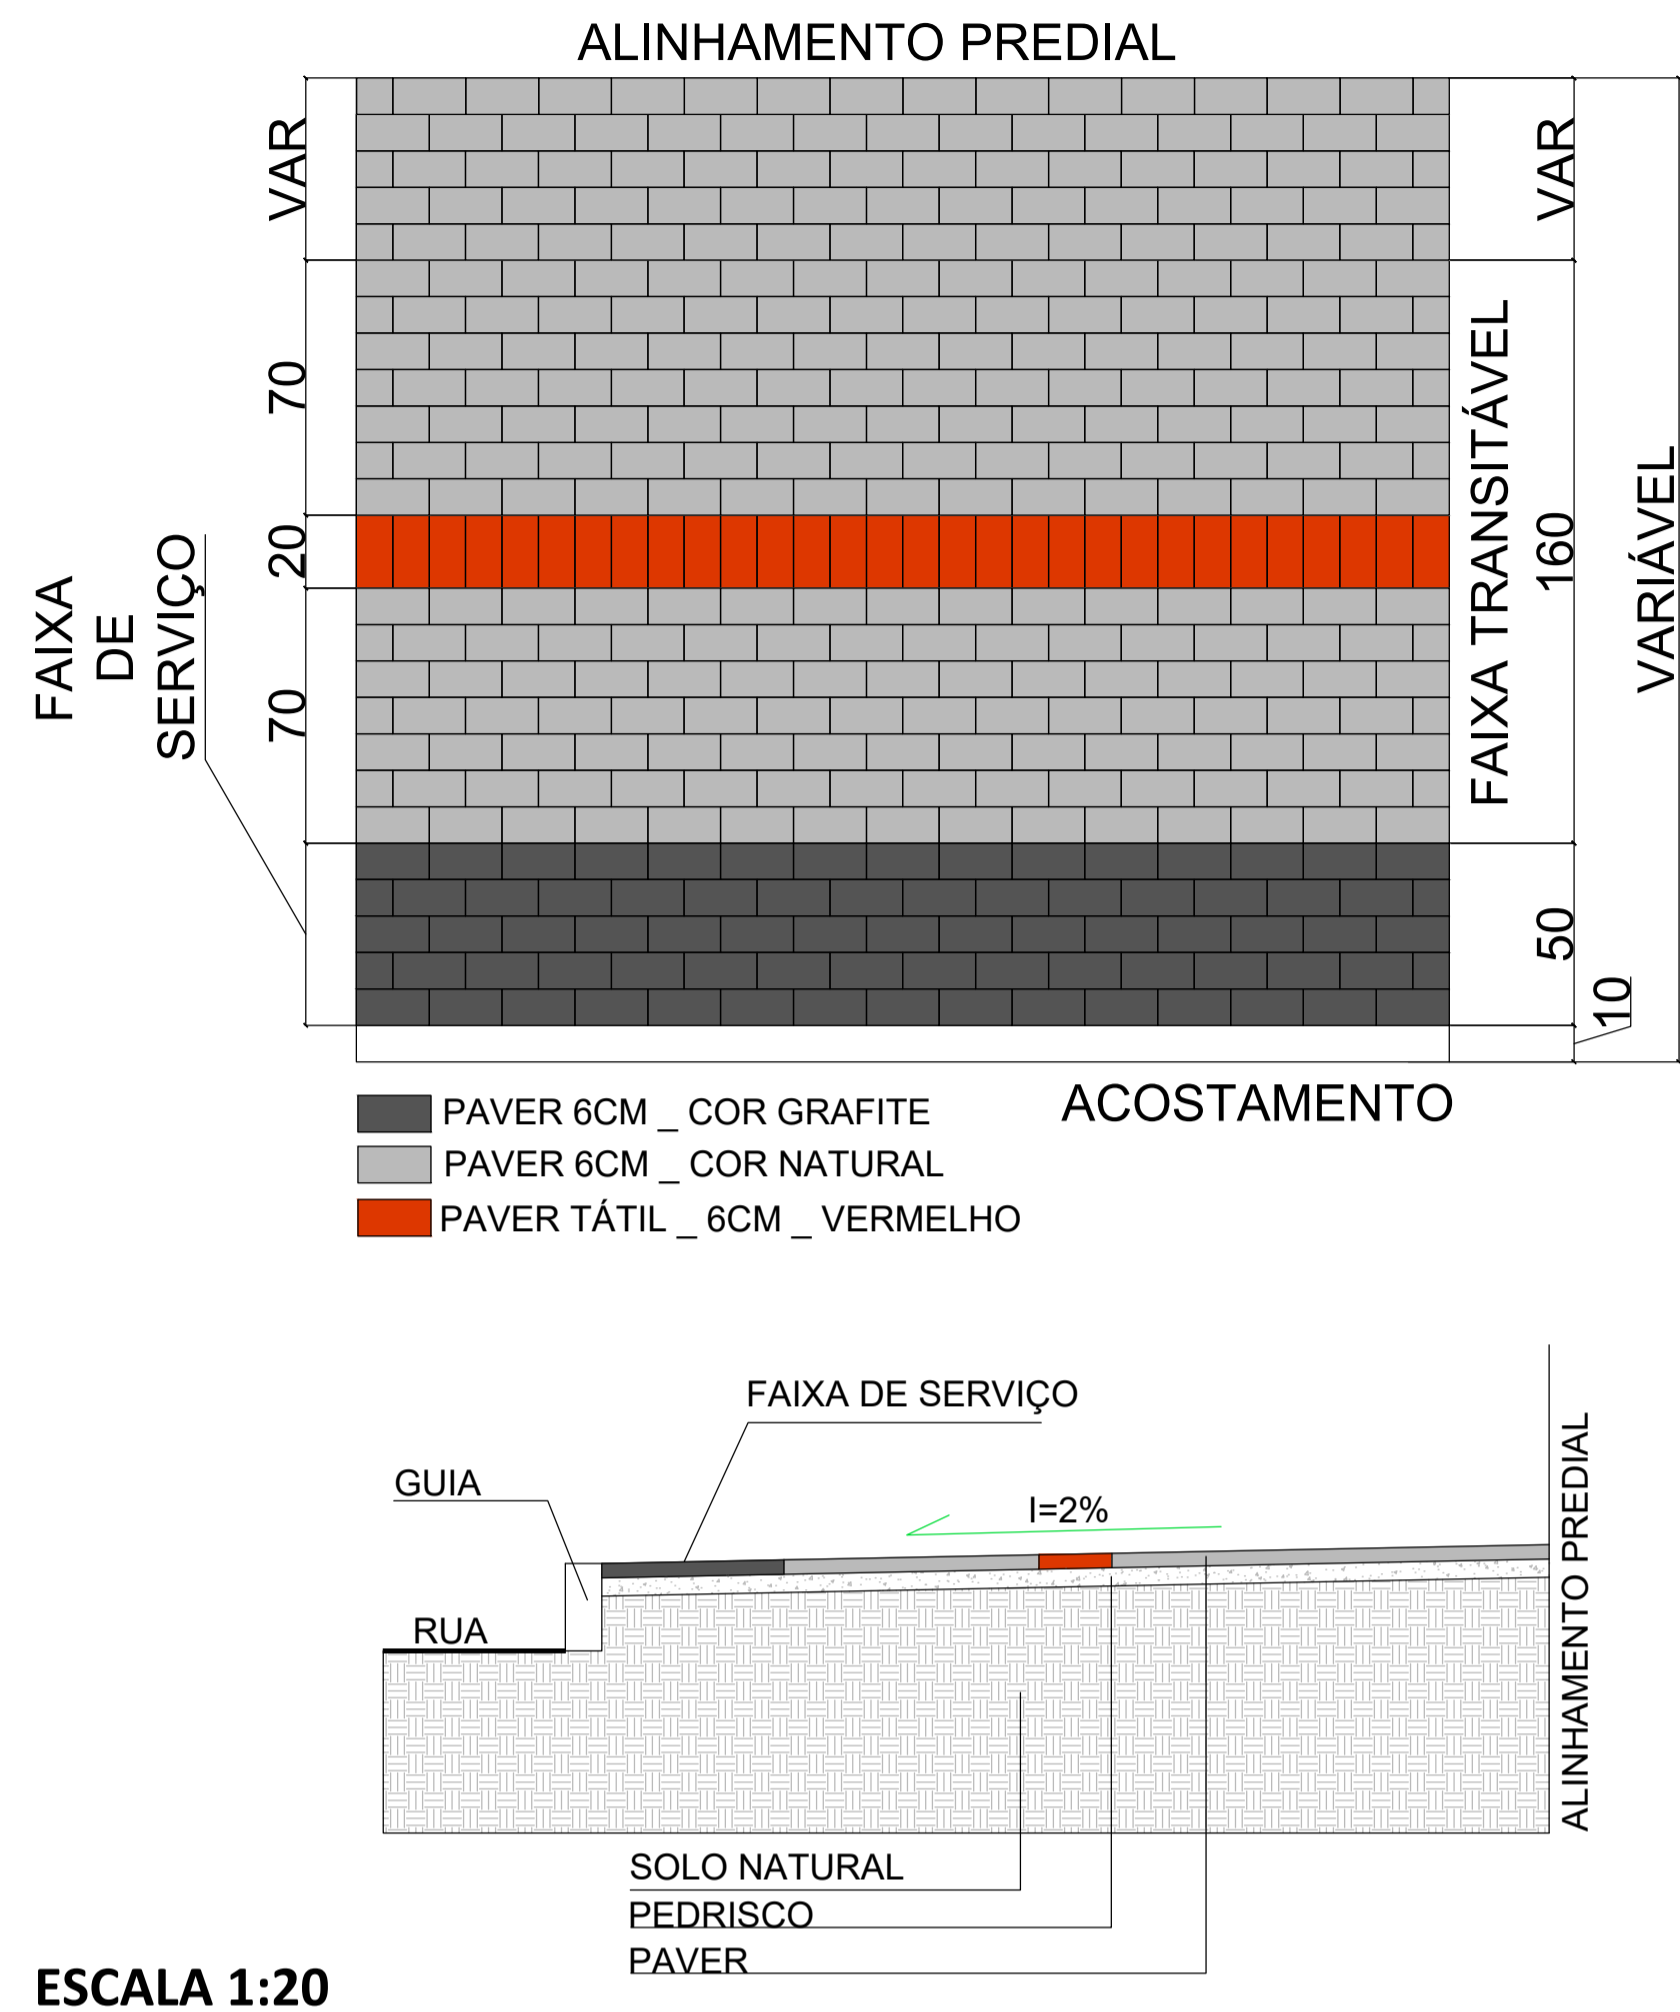 ALINHAMENTO PREDIAL
VAR
VAR
70
20
70
FAIXA
DE
SERVIÇO
FAIXA TRANSITÁVEL
160
VARIÁVEL
50
10
ACOSTAMENTO
PAVER 6CM _ COR GRAFITE
PAVER 6CM _ COR NATURAL
PAVER TÁTIL _ 6CM _ VERMELHO
FAIXA DE SERVIÇO
GUIA
I=2%
RUA
ALINHAMENTO PREDIAL
SOLO NATURAL
PEDRISCO
PAVER
ESCALA 1:20